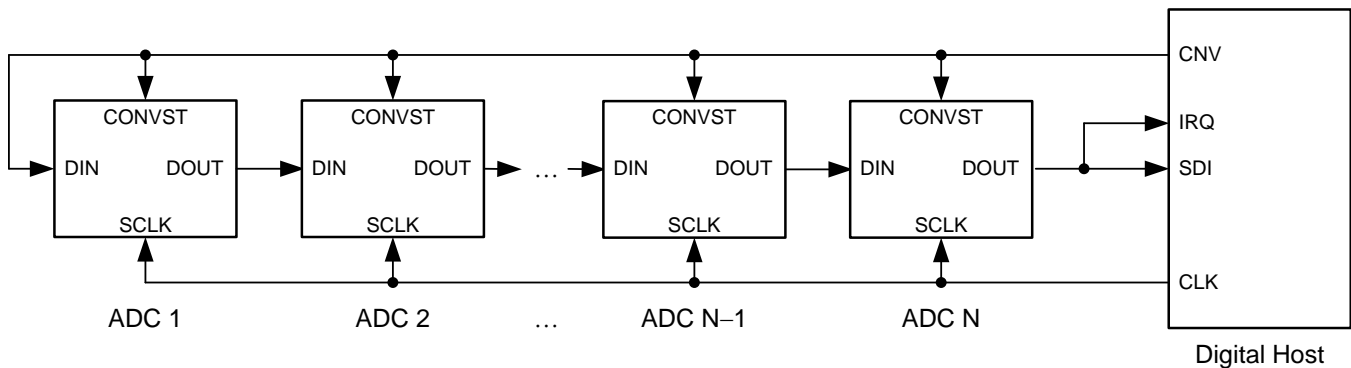 CNV
CONVST CONVST CONVST CONVST
IRQ
DIN DOUT DIN DOUT … DIN DOUT DIN DOUT SDI
SCLK SCLK SCLK SCLK
CLK
ADC 1 ADC 2 … ADC N–1 ADC N
Digital Host